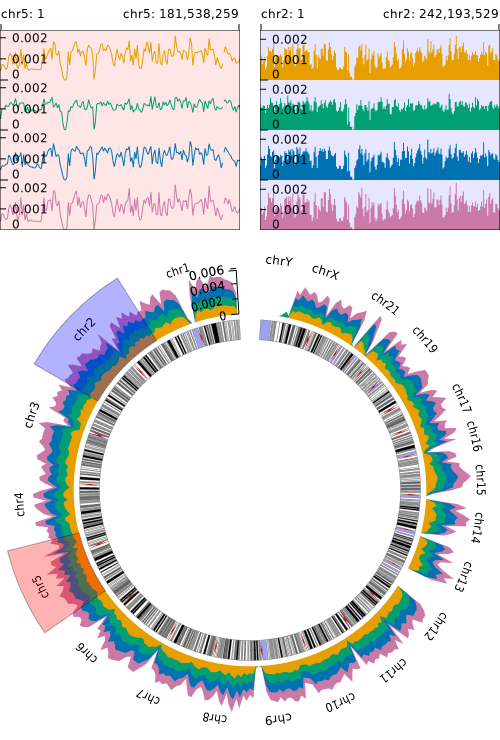 chr5: 1 chr5: 181,538,259 chr2: 1 chr2: 242,193,529
0.002 0.002
0.001 0.001
0 0
0.002 0.002
0.001 0.001
0 0
0.002 0.002
0.001 0.001
0 0
0.002 0.002
0.001 0.001
0 0
chrY
chrX
chr21
chr19
chr17
chr16
chr15
chr14
chr13
chr12
chr11
chr10
chr9
chr8
chr7
chr6
chr5
chr4
chr3
chr2
chr1
0.006
0.004
0.002
0